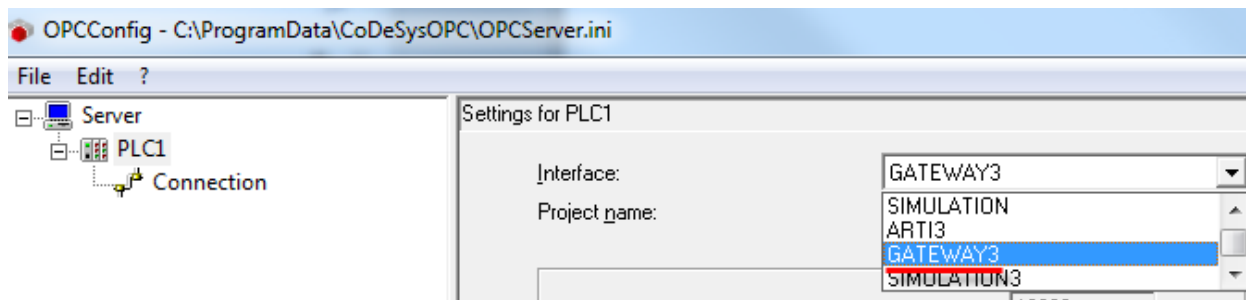 OPCConfig - C:\ProgramData\CoDeSysOPC\OPCServer.ini
File Edit ?
Server
PLC1
Connection
Settings for PLC1
Interface:
GATEWAY3
Project name:
SIMULATION
ARTI3
GATEWAY3
SIMULATION3